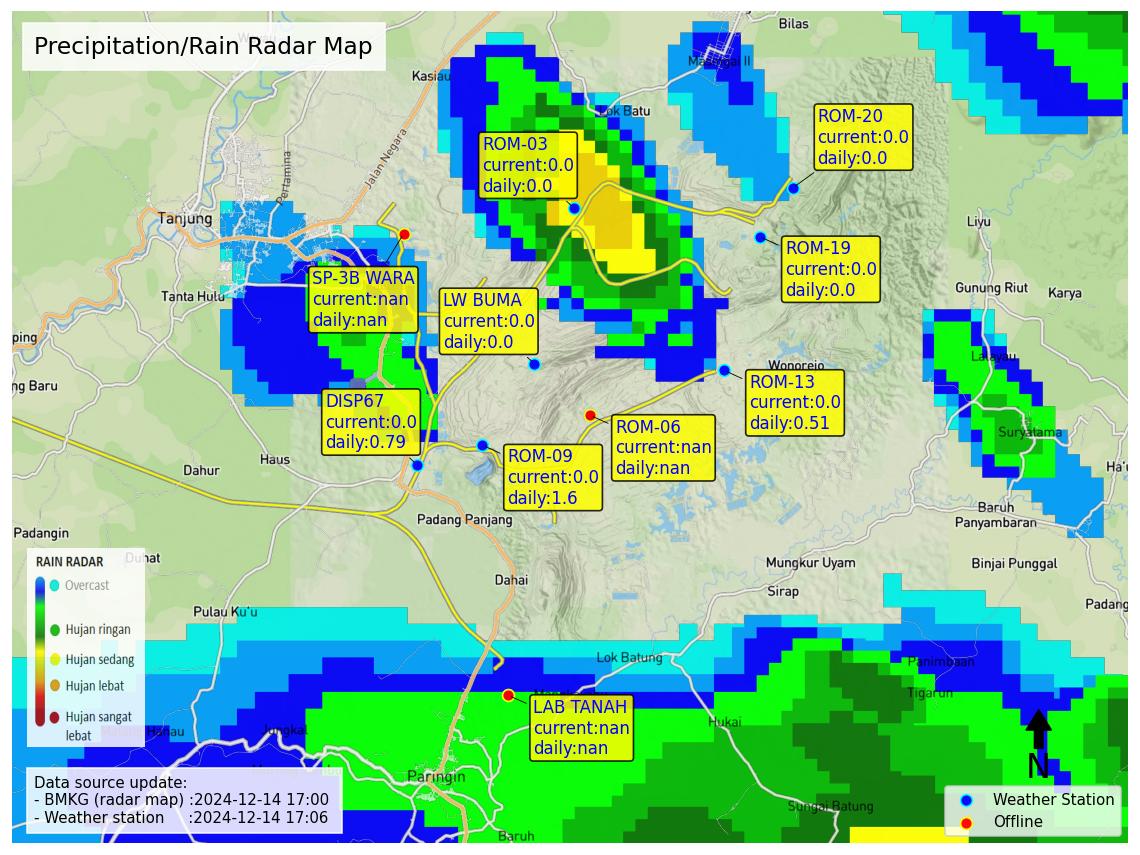 Precipitation/Rain Radar Map
Bilas
Kasiau
Lok Batu
Jalan Negara
Pertamina
ROM-20
current:0.0
daily:0.0
ROM-03
current:0.0
daily:0.0
Tanjung
Liyu
ROM-19
current:0.0
daily:0.0
SP-3B WARA
current:nan
daily:nan
LW BUMA
current:0.0
daily:0.0
Tanta Hulu
Gunung Riut
Karya
ping
Lalayau
Wonorejo
ng Baru
ROM-13
current:0.0
daily:0.51
DISP67
current:0.0
daily:0.79
ROM-06
current:nan
daily:nan
Suryatama
ROM-09
current:0.0
daily:1.6
Haus
Dahur
Ha'u
Baruh
Panyambaran
Padang Panjang
Padangin
Duhat
Mungkur Uyam
Binjai Punggal
Dahai
Sirap
Padang
Pulau Ku'u
RAIN RADAR
Overcast
Hujan ringan
Hujan sedang
Hujan lebat
Hujan sangat
lebat
Lok Batung
Panimbaan
Tigarun
LAB TANAH
current:nan
daily:nan
Hukai
Jungkal
Paringin
Sungai Batung
Baruh
N
Data source update:
- BMKG (radar map) :2024-12-14 17:00
- Weather station :2024-12-14 17:06
Weather Station
Offline